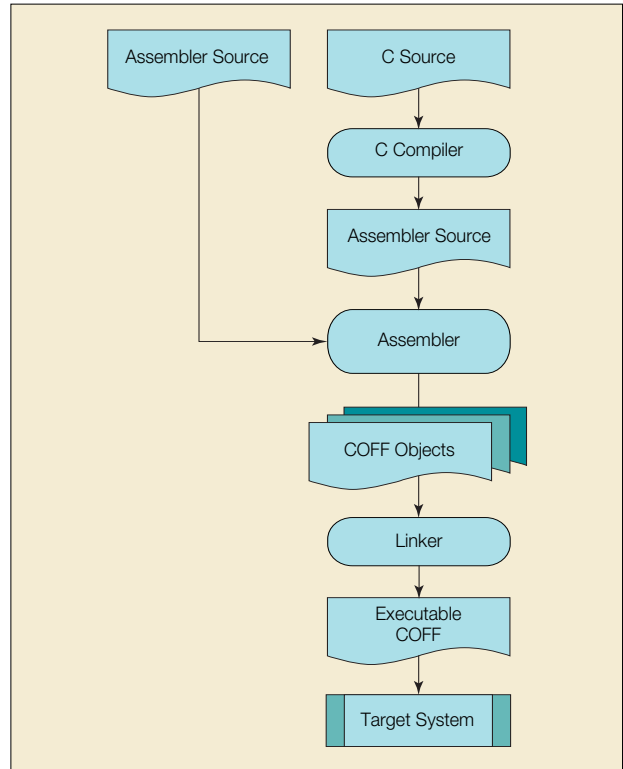 Assembler Source
C Source
C Compiler
Assembler Source
Assembler
COFF Objects
Linker
Executable
COFF
Target System